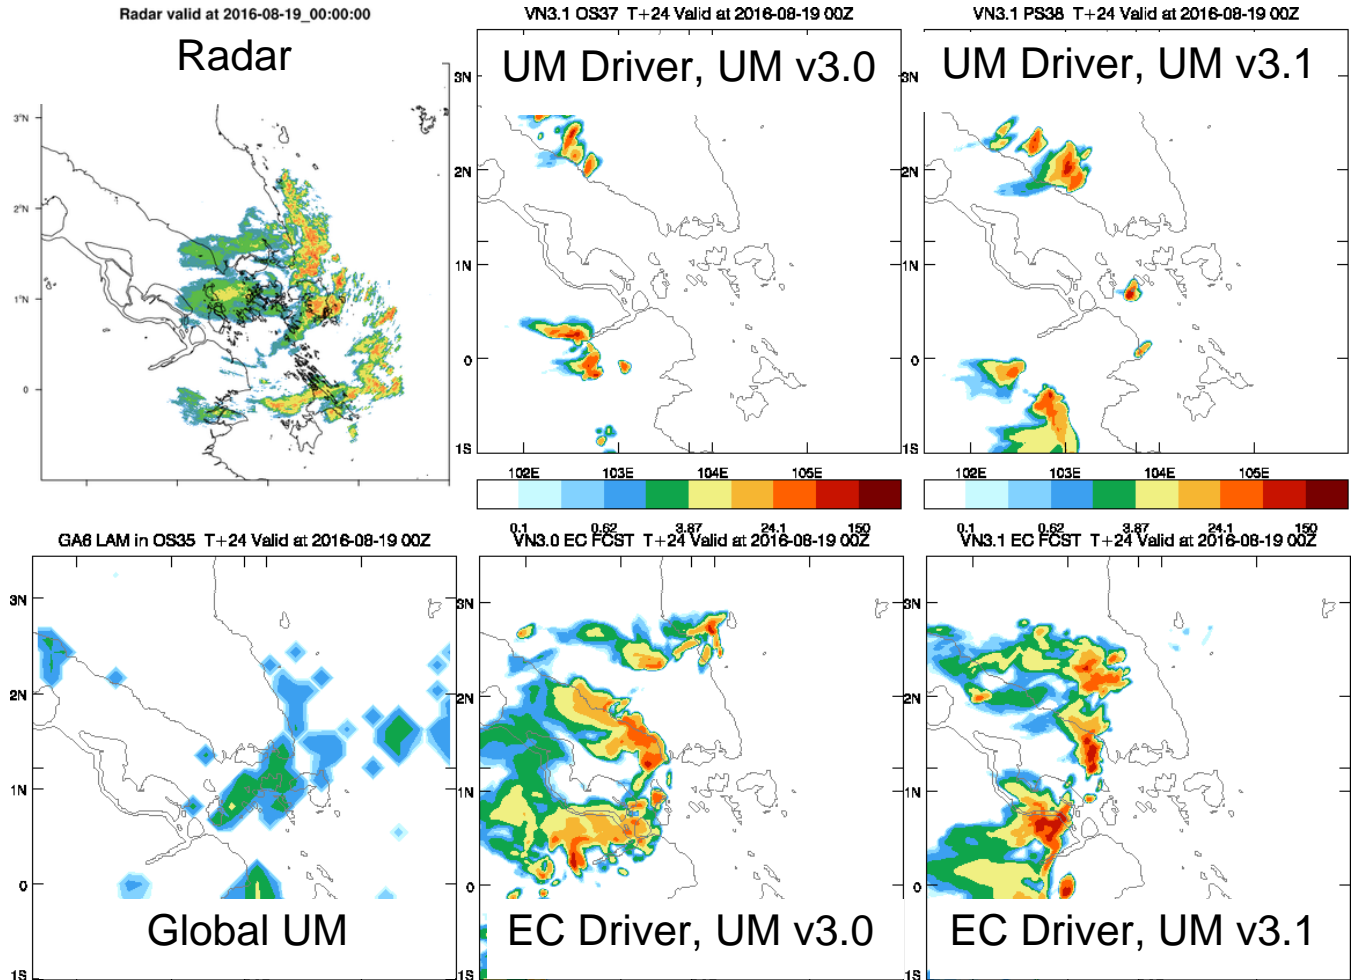 Radar valid at 2016-08-19_00:00:00
Radar
3°N
2°N
1°N
0
VN3.1 OS37 T+24 Valid at 2016-08-19 00Z
UM Driver, UM v3.0
3N
2N
1N
0
1S
102E 103E 104E 105E
0.1 0.62 3.87 24.1 150
VN3.1 PS38 T+24 Valid at 2016-08-19 00Z
UM Driver, UM v3.1
3N
2N
1N
0
1S
102E 103E 104E 105E
0.1 0.62 3.87 24.1 150
GA6 LAM in OS35 T+24 Valid at 2016-08-19 00Z
3N
2N
1N
0
1S
Global UM
VN3.0 EC FCST T+24 Valid at 2016-08-19 00Z
3N
2N
1N
0
EC Driver, UM v3.0
VN3.1 EC FCST T+24 Valid at 2016-08-19 00Z
3N
2N
1N
0
1S
EC Driver, UM v3.1